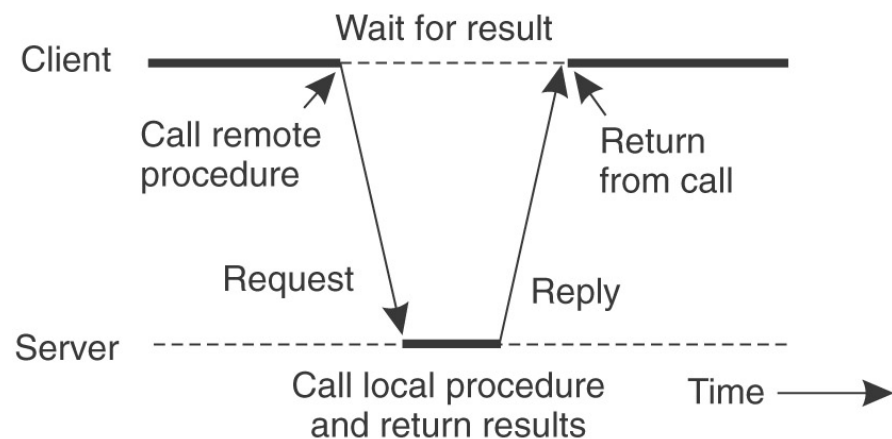 Wait for result
Client
Call remote
procedure
Return
from call
Request
Reply
Server
Call local procedure
and return results
Time